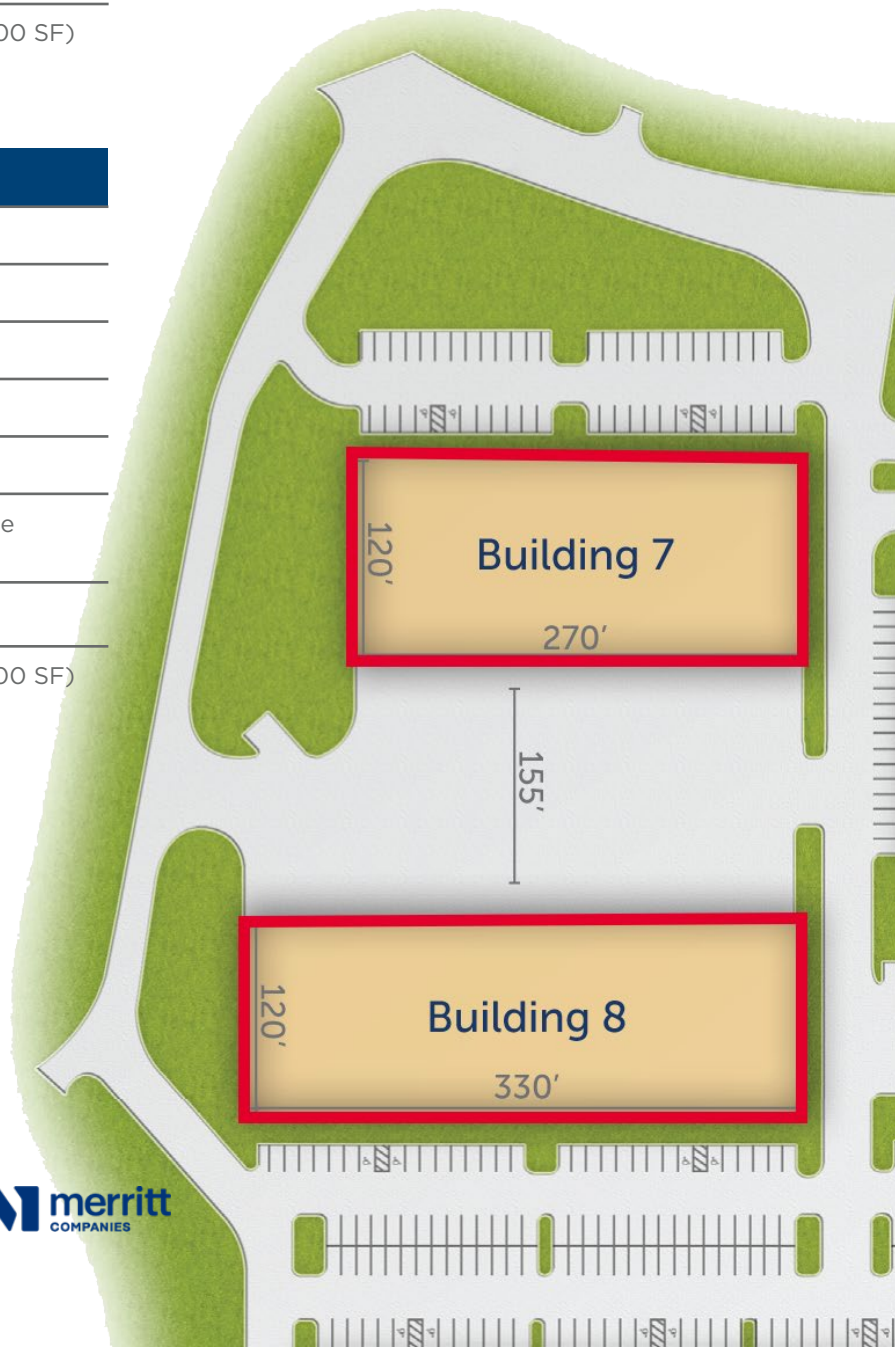 00 SF)
e
00 SF)
120′
Building 7
270′
155′
120′
Building 8
330′
merritt
COMPANIES